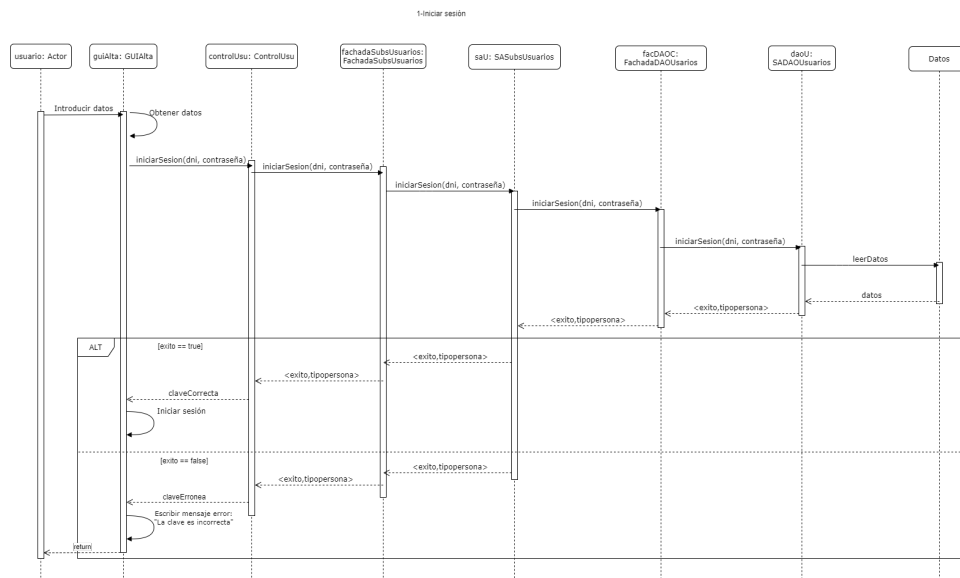 1-Iniciar sesión
usuario: Actor
guiAlta: GUIAlta
controlUsu: ControlUsu
fachadaSubsUsuarios:
FachadaSubsUsuarios
saU: SASubsUsuarios
facDAOC:
FachadaDAOUsarios
daoU:
SADAOUsuarios
Datos
Introducir datos
Obtener datos
iniciarSesion(dni, contraseña)
iniciarSesion(dni, contraseña)
iniciarSesion(dni, contraseña)
iniciarSesion(dni, contraseña)
iniciarSesion(dni, contraseña)
leerDatos
datos
<exito,tipopersona>
<exito,tipopersona>
ALT
[exito == true]
<exito,tipopersona>
<exito,tipopersona>
claveCorrecta
Iniciar sesión
[exito == false]
<exito,tipopersona>
<exito,tipopersona>
claveErronea
Escribir mensaje error:
"La clave es incorrecta"
return